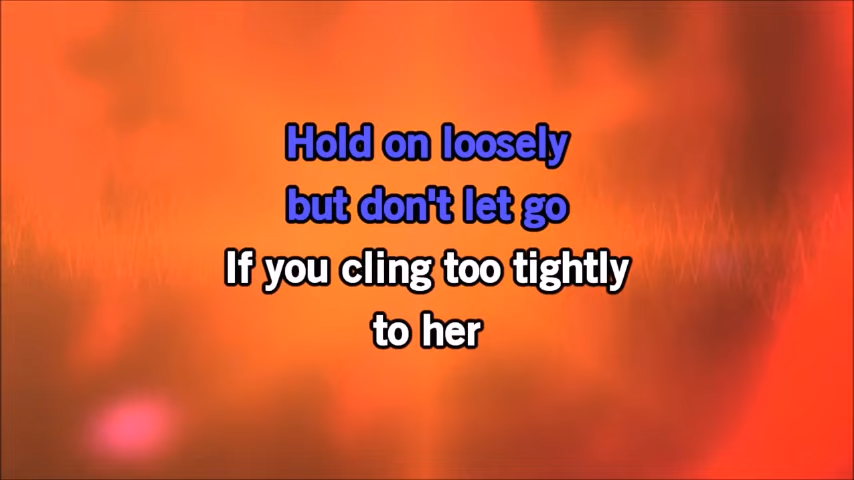 Hold on loosely
but don't let go
If you cling too tightly
to her